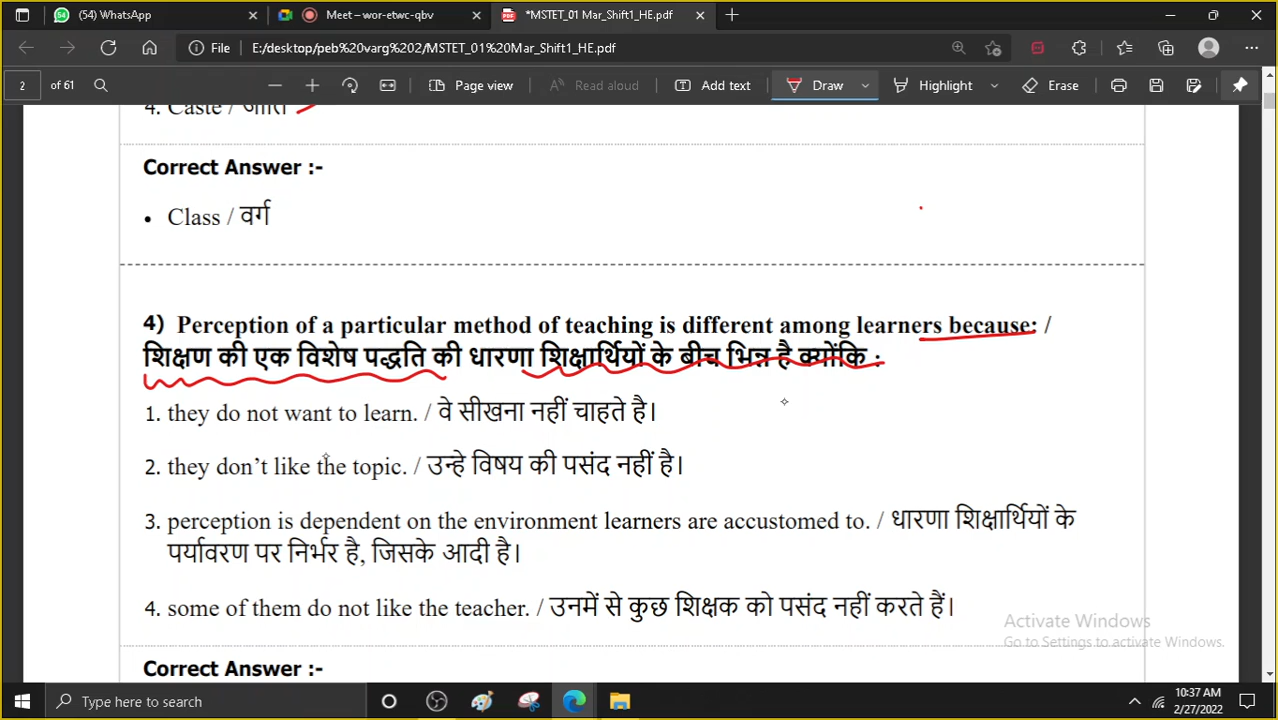 (54) WhatsApp
Meet – wor-etwc-qbv
*MSTET_01 Mar_Shift1_HE.pdf
File
E:/desktop/peb%20varg%202/MSTET_01%20Mar_Shift1_HE.pdf
2 of 61
Page view
Read aloud
Add text
Draw
Highlight
Erase
4. Caste / जाति
Correct Answer :-
• Class / वर्ग
4) Perception of a particular method of teaching is different among learners because: /
शिक्षण की एक विशेष पद्धति की धारणा शिक्षार्थियों के बीच भिन्न है क्योंकि :
1. they do not want to learn. / वे सीखना नहीं चाहते है।
2. they don’t like the topic. / उन्हे विषय की पसंद नहीं है।
3. perception is dependent on the environment learners are accustomed to. / धारणा शिक्षार्थियों के
पर्यावरण पर निर्भर है, जिसके आदी है।
4. some of them do not like the teacher. / उनमें से कुछ शिक्षक को पसंद नहीं करते हैं।
Activate Windows
Go to Settings to activate Windows.
Correct Answer :-
Type here to search
10:37 AM
2/27/2022